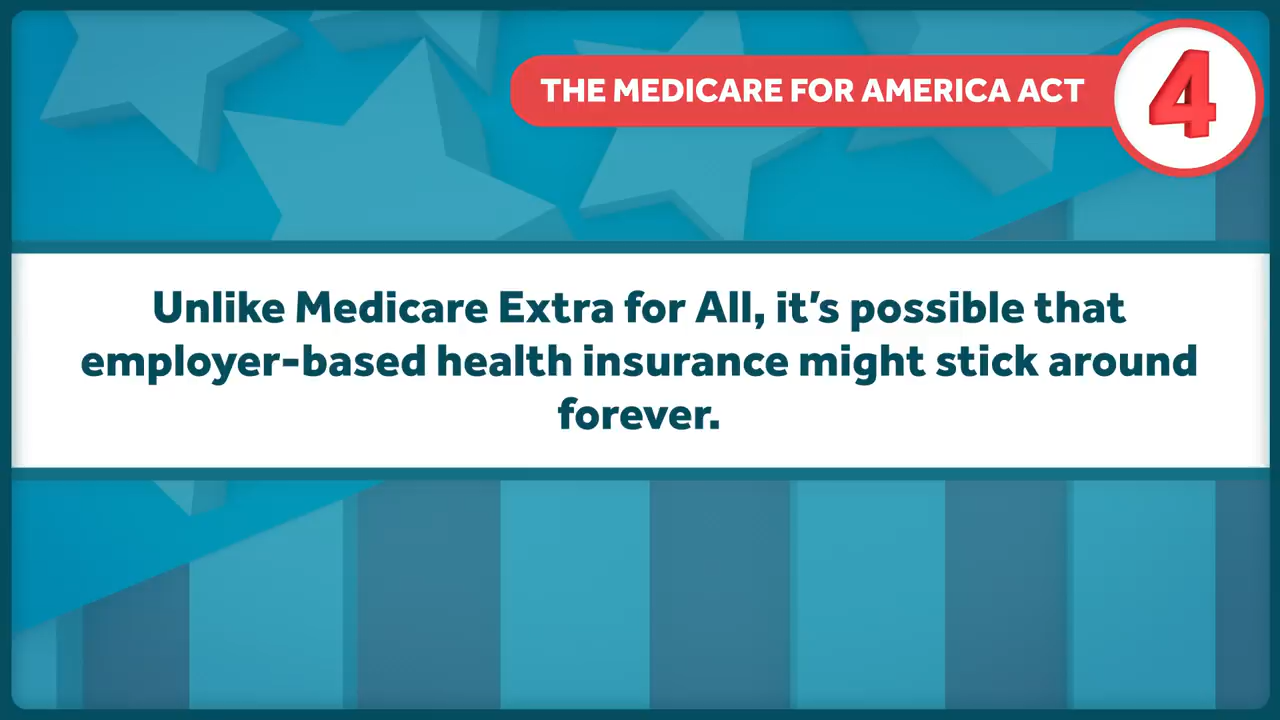 THE MEDICARE FOR AMERICA ACT
4
Unlike Medicare Extra for All, it’s possible that
employer-based health insurance might stick around
forever.